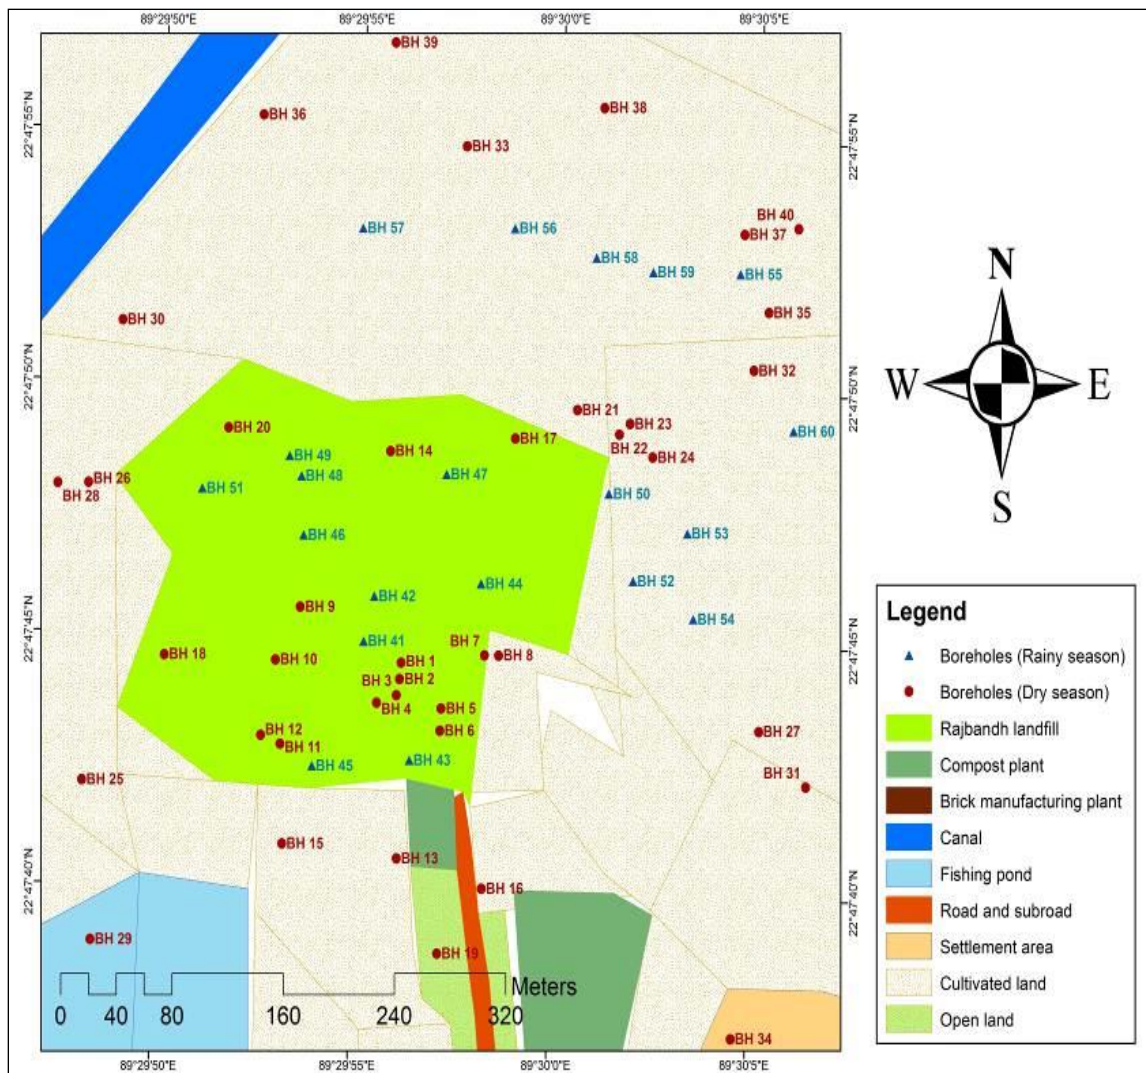 89°29'50"E 89°29'55"E 89°30'0"E 89°30'5"E
BH 39
BH 36
BH 38
22°47'55"N
22°47'55"N
BH 33
BH 57
BH 56
BH 40
BH 37
BH 58
BH 59
BH 55
BH 35
BH 30
22°47'50"N
22°47'50"N
BH 32
BH 21
BH 20
BH 23
BH 17
BH 22
BH 60
BH 14
BH 49
BH 24
BH 48
BH 47
BH 26
BH 28
BH 51
BH 50
BH 46
BH 53
BH 44
BH 52
BH 42
BH 9
BH 54
22°47'45"N
22°47'45"N
BH 41
BH 7
BH 8
BH 18
BH 10
BH 1
BH 3
BH 2
BH 4
BH 5
BH 6
BH 12
BH 11
BH 27
BH 45
BH 43
BH 25
BH 31
BH 15
BH 13
22°47'40"N
22°47'40"N
BH 16
BH 29
BH 19
Meters
0 40 80 160 240 320
BH 34
89°29'50"E 89°29'55"E 89°30'0"E 89°30'5"E
N
W E
S
Legend
Boreholes (Rainy season)
Boreholes (Dry season)
Rajbandh landfill
Compost plant
Brick manufacturing plant
Canal
Fishing pond
Road and subroad
Settlement area
Cultivated land
Open land